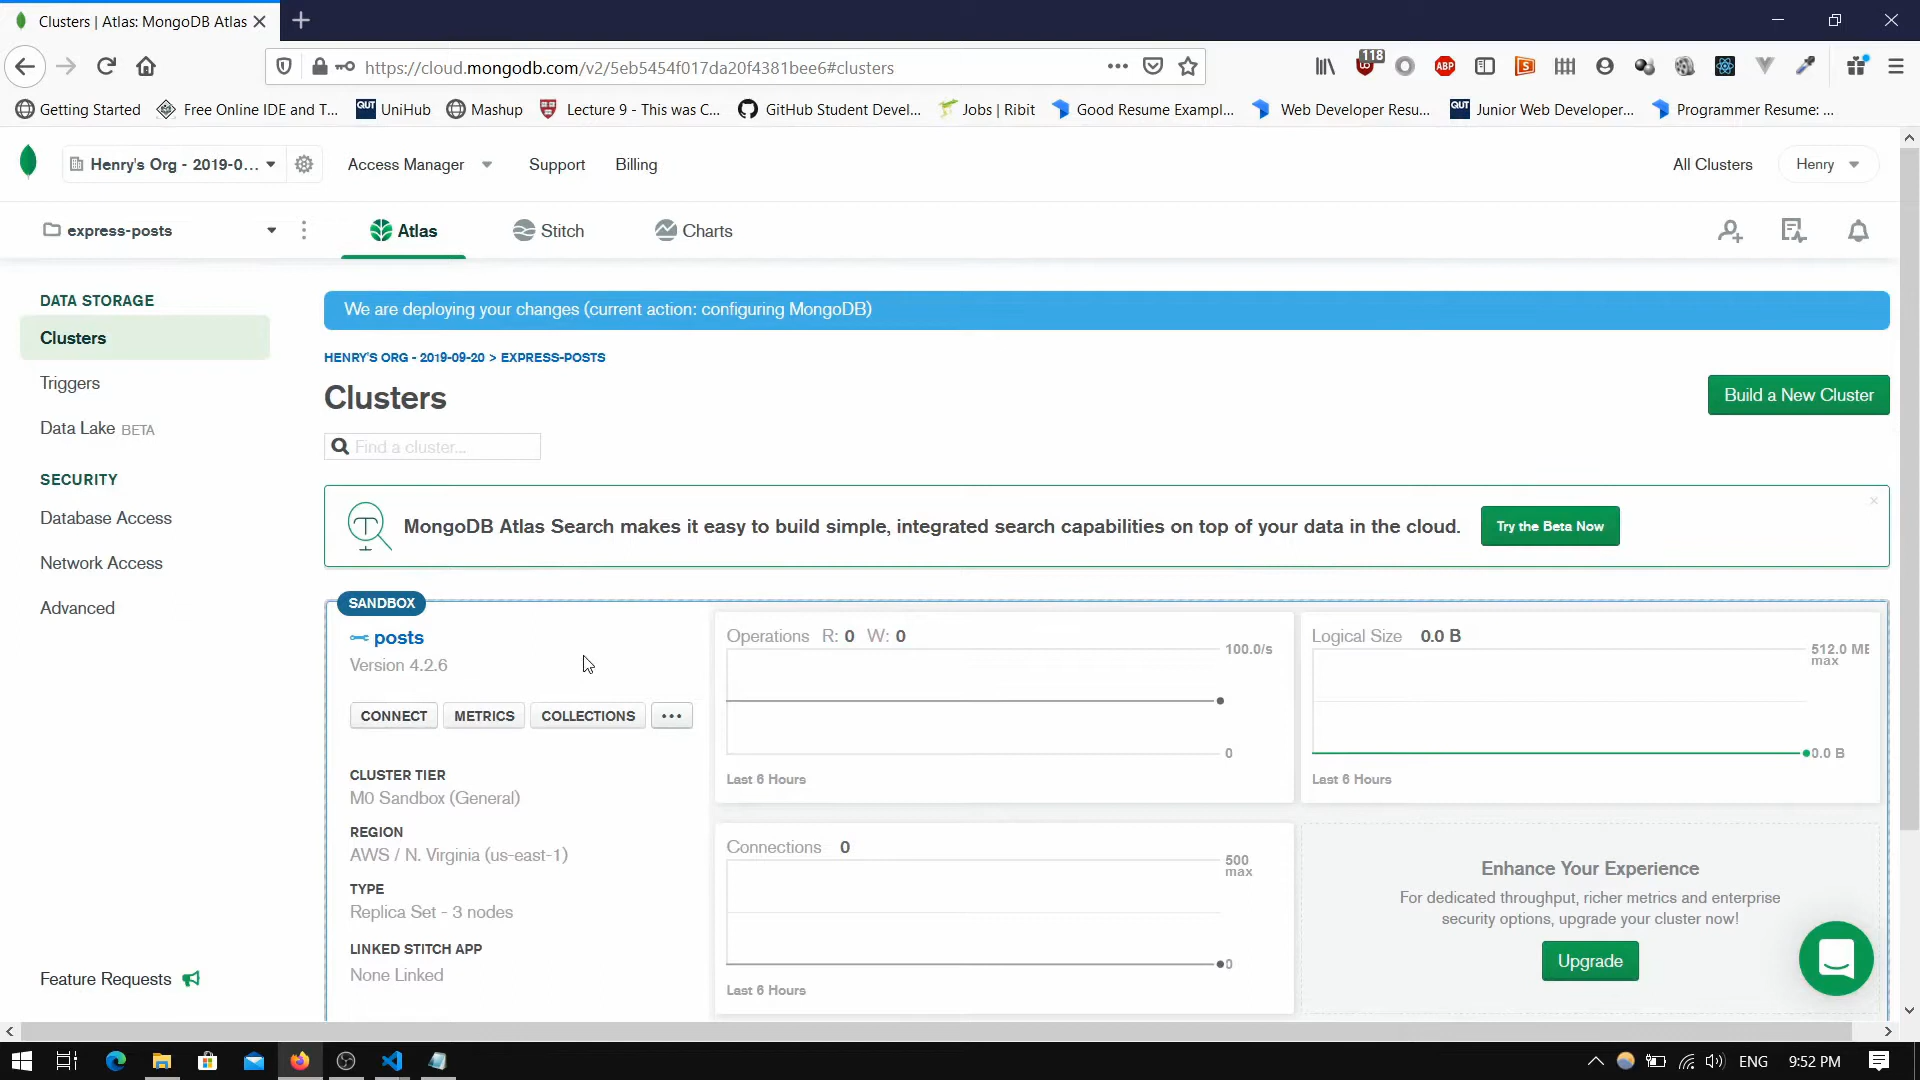 Clusters | Atlas: MongoDB Atlas
https://cloud.mongodb.com/v2/5eb5454f017da20f4381bee6#clusters
118
ABP
Getting Started
Free Online IDE and T...
QUT UniHub
Mashup
Lecture 9 - This was C...
GitHub Student Devel...
Jobs | Ribit
Good Resume Exampl...
Web Developer Resu...
QUT Junior Web Developer...
Programmer Resume: ...
Henry's Org - 2019-0...
Access Manager
Support
Billing
All Clusters
Henry
express-posts
Atlas
Stitch
Charts
DATA STORAGE
Clusters
Triggers
Data Lake BETA
SECURITY
Database Access
Network Access
Advanced
Feature Requests
We are deploying your changes (current action: configuring MongoDB)
HENRY'S ORG - 2019-09-20 > EXPRESS-POSTS
Clusters
Build a New Cluster
Find a cluster...
MongoDB Atlas Search makes it easy to build simple, integrated search capabilities on top of your data in the cloud.
Try the Beta Now
SANDBOX
posts
Version 4.2.6
CONNECT
METRICS
COLLECTIONS
...
CLUSTER TIER
M0 Sandbox (General)
REGION
AWS / N. Virginia (us-east-1)
TYPE
Replica Set - 3 nodes
LINKED STITCH APP
None Linked
Operations R: 0 W: 0
100.0/s
0
Last 6 Hours
Logical Size 0.0 B
512.0 MB
max
0.0 B
Last 6 Hours
Connections 0
500
max
0
Last 6 Hours
Enhance Your Experience
For dedicated throughput, richer metrics and enterprise
security options, upgrade your cluster now!
Upgrade
ENG
9:52 PM